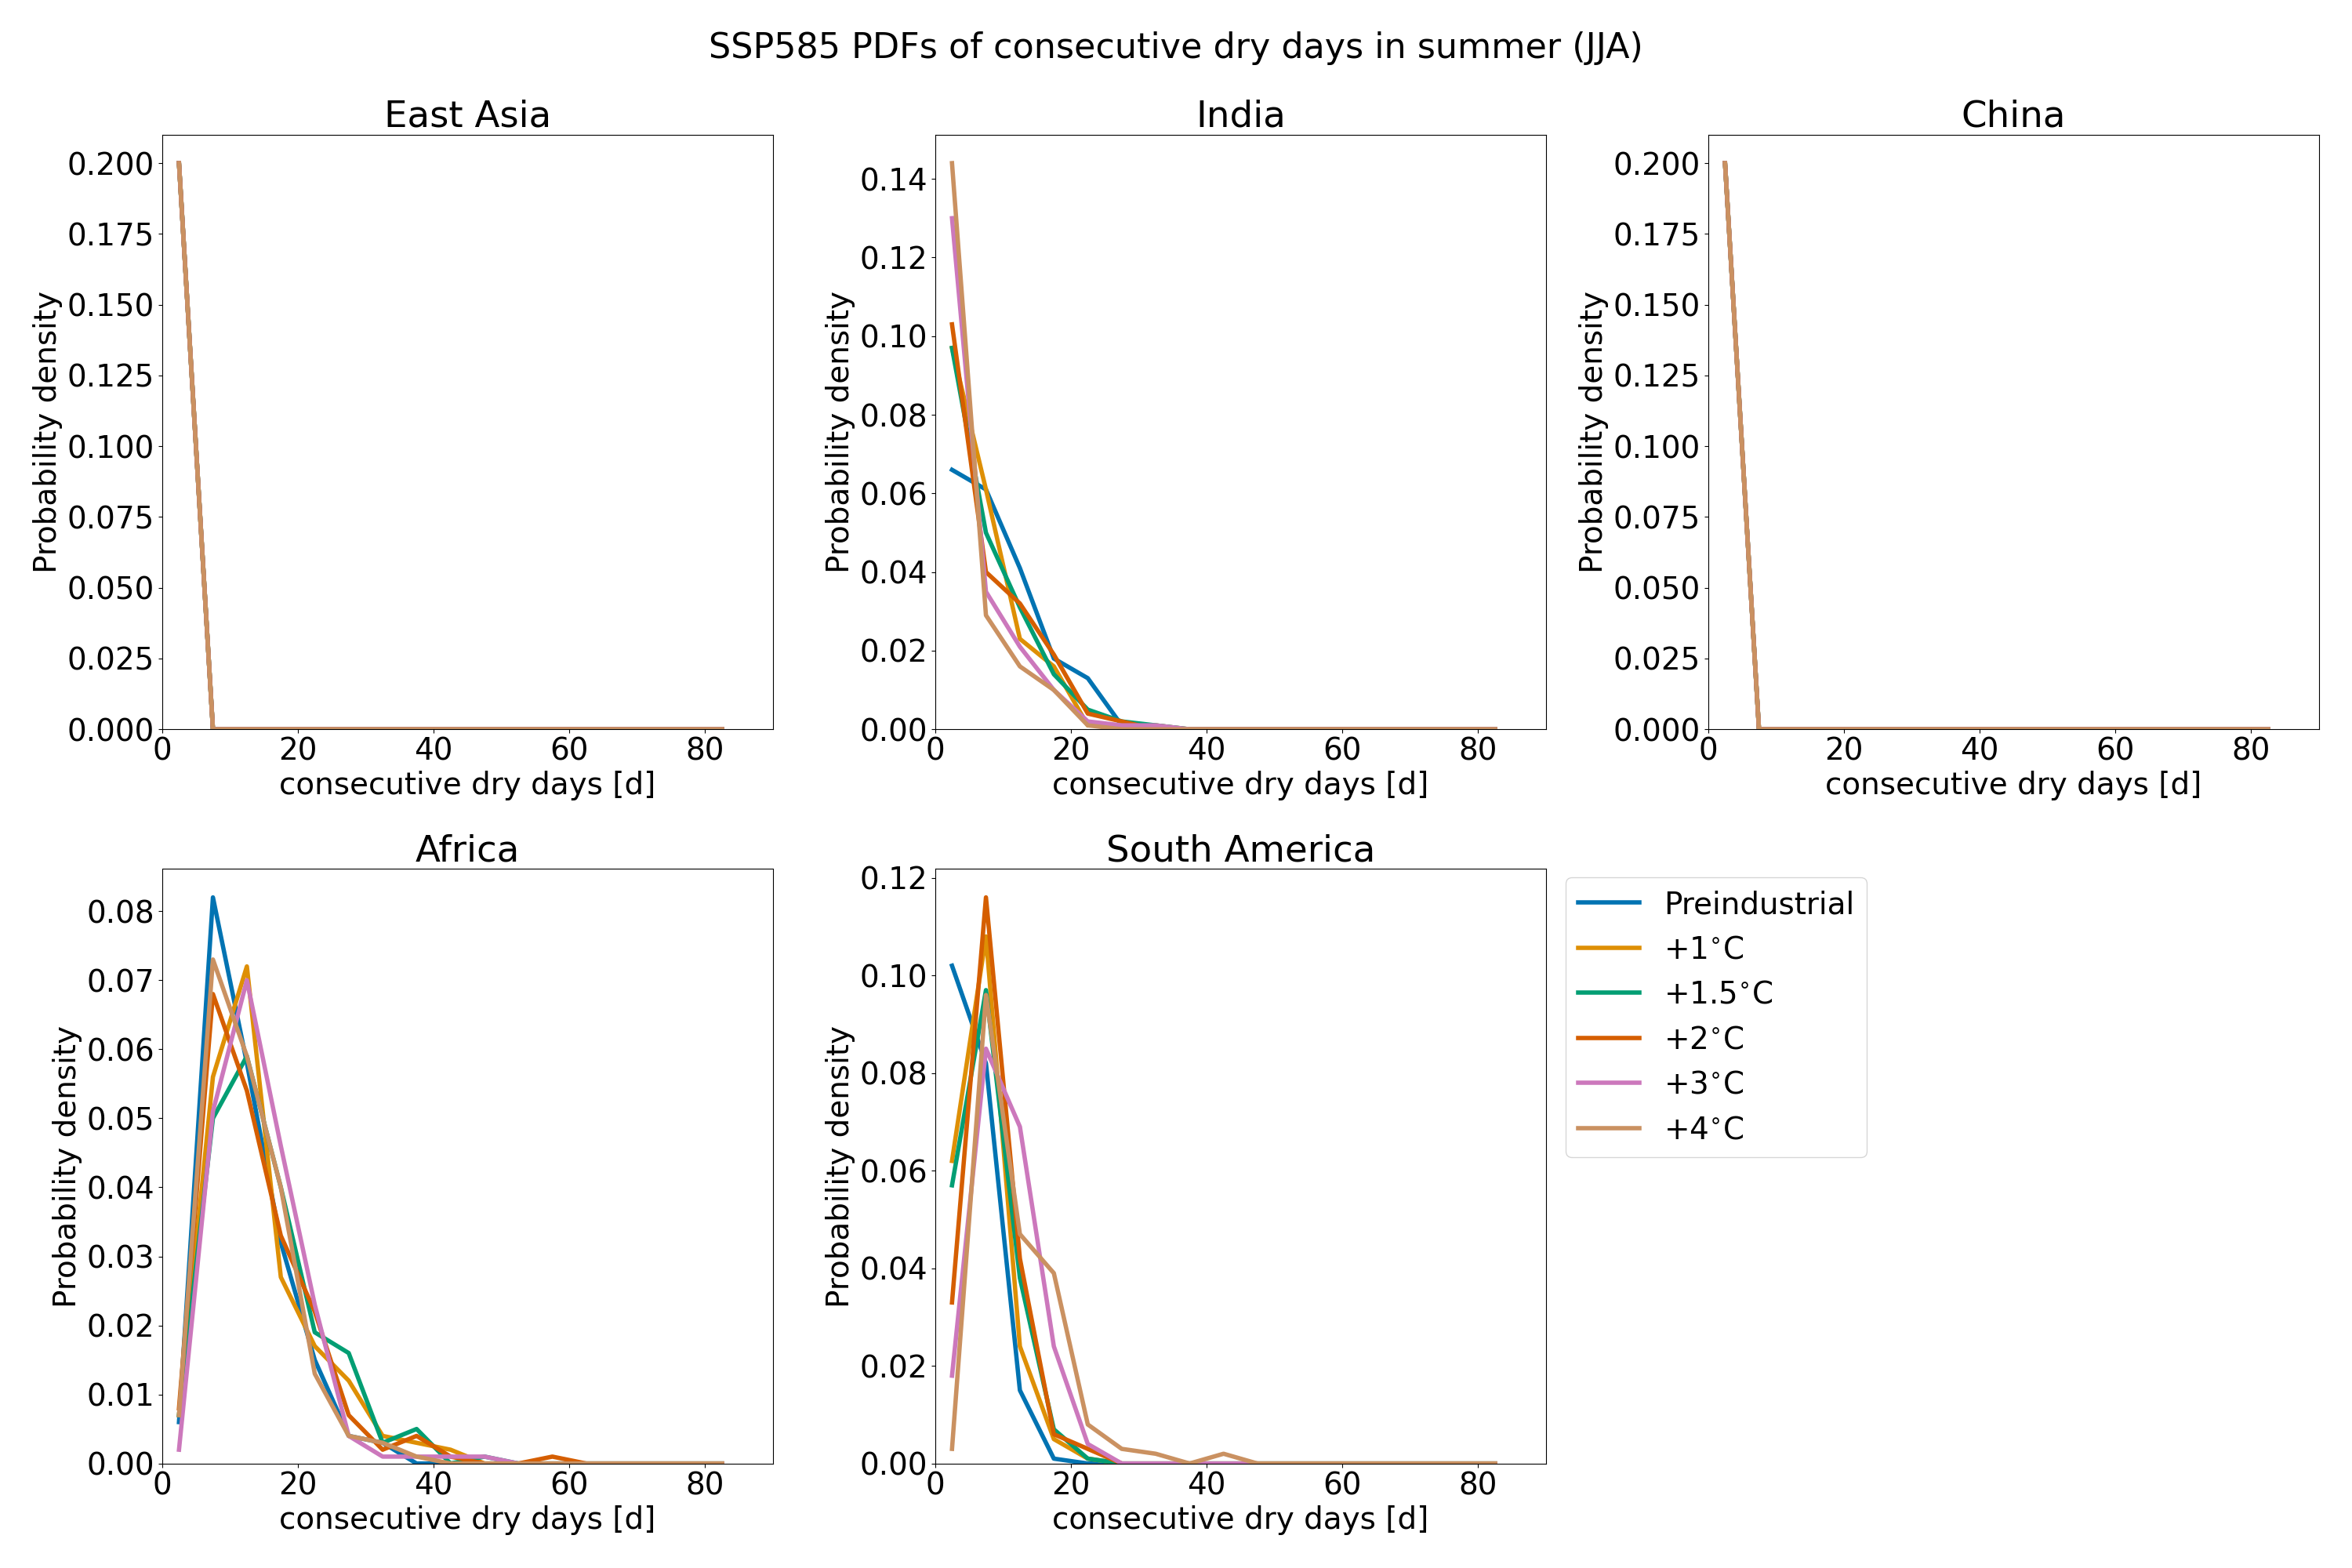 SSP585 PDFs of consecutive dry days in summer (JJA)
East Asia
Probability density
0.200
0.175
0.150
0.125
0.100
0.075
0.050
0.025
0.000
0 20 40 60 80
consecutive dry days [d]
India
Probability density
0.14
0.12
0.10
0.08
0.06
0.04
0.02
0.00
0 20 40 60 80
consecutive dry days [d]
China
Probability density
0.200
0.175
0.150
0.125
0.100
0.075
0.050
0.025
0.000
0 20 40 60 80
consecutive dry days [d]
Africa
Probability density
0.08
0.07
0.06
0.05
0.04
0.03
0.02
0.01
0.00
0 20 40 60 80
consecutive dry days [d]
South America
Probability density
0.12
0.10
0.08
0.06
0.04
0.02
0.00
0 20 40 60 80
consecutive dry days [d]
Preindustrial
+1°C
+1.5°C
+2°C
+3°C
+4°C